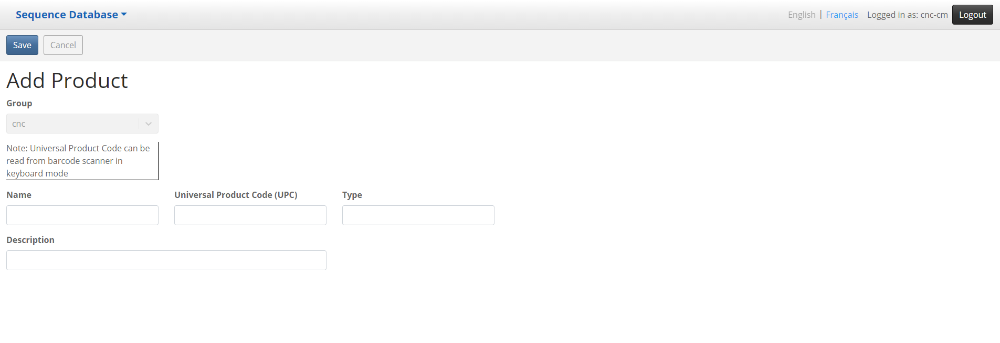 Sequence Database
English | Français Logged in as: cnc-cm Logout
Save Cancel
Add Product
Group
cnc
Note: Universal Product Code can be
read from barcode scanner in
keyboard mode
Name Universal Product Code (UPC) Type
Description